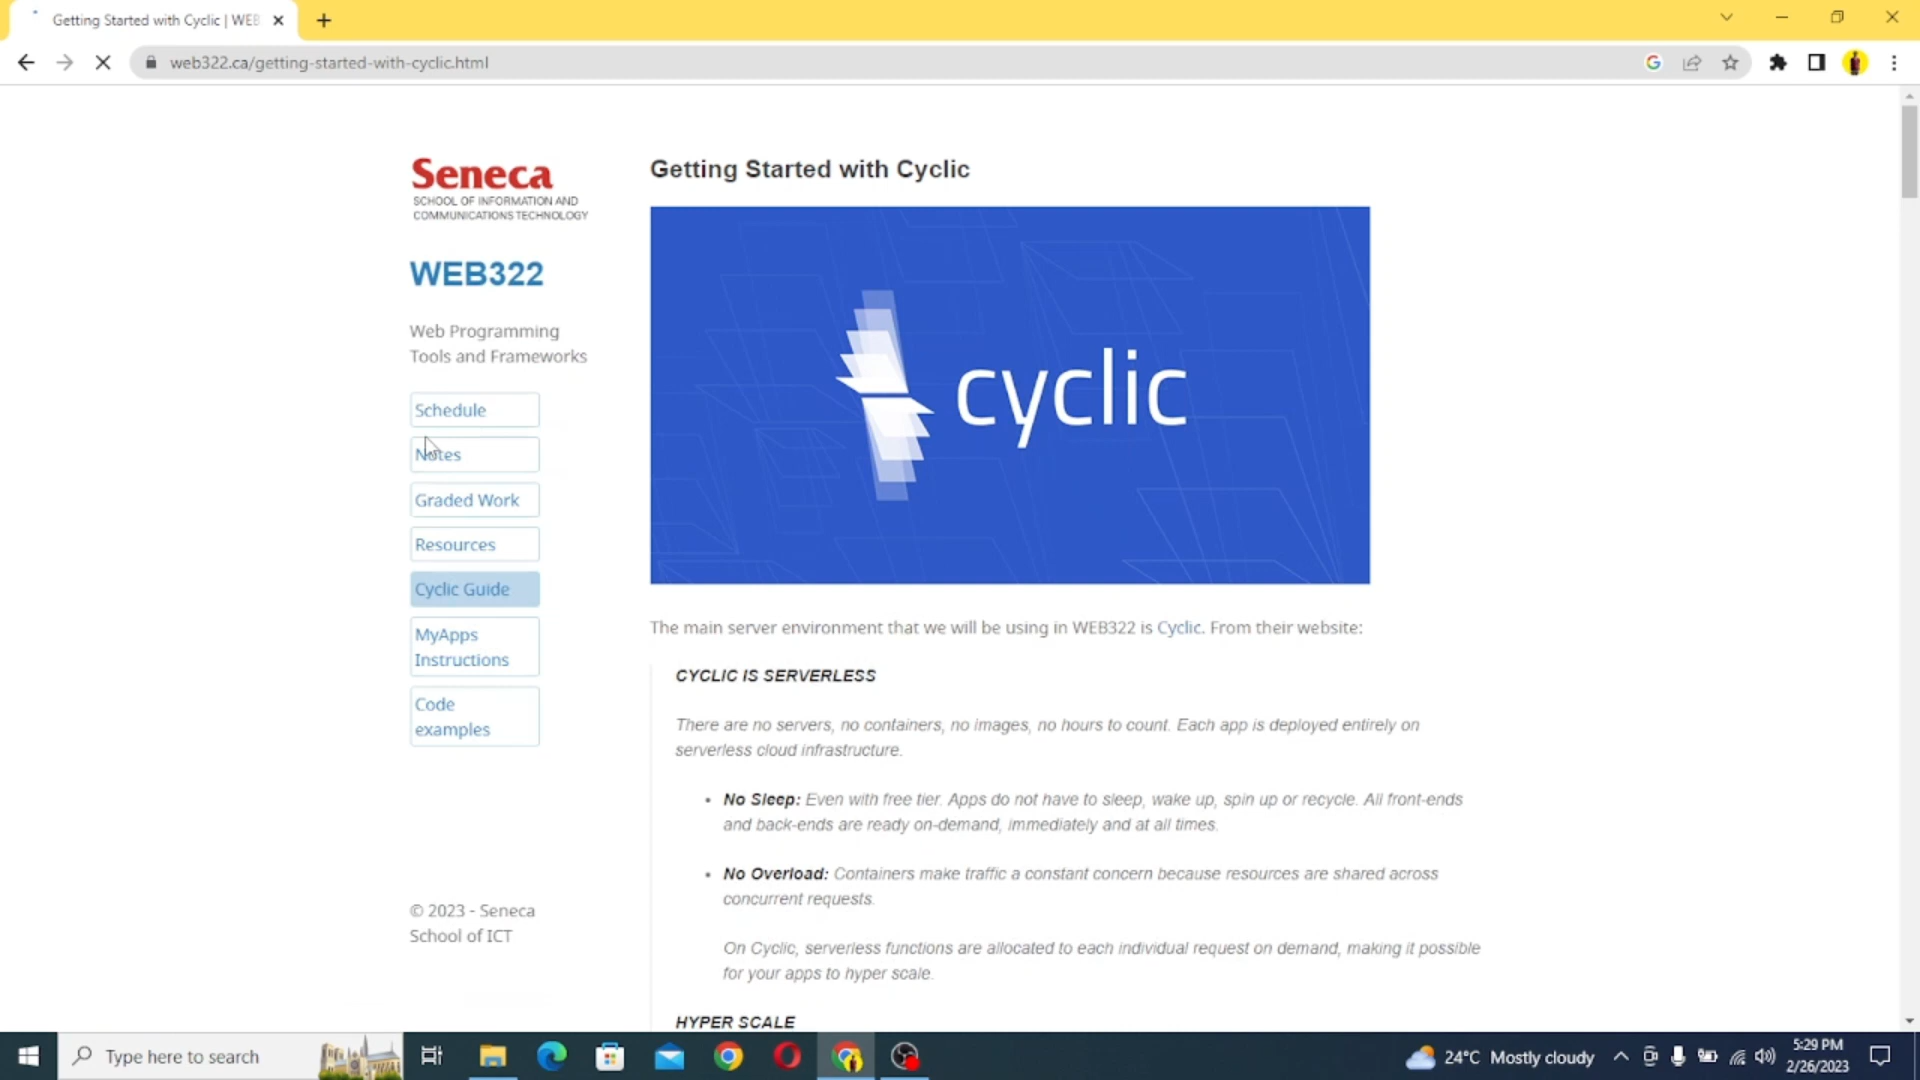 Getting Started with Cyclic | WEB
web322.ca/getting-started-with-cyclic.html
Seneca
SCHOOL OF INFORMATION AND
COMMUNICATIONS TECHNOLOGY
WEB322
Web Programming
Tools and Frameworks
Schedule
Notes
Graded Work
Resources
Cyclic Guide
MyApps
Instructions
Code
examples
© 2023 - Seneca
School of ICT
Getting Started with Cyclic
cyclic
The main server environment that we will be using in WEB322 is Cyclic. From their website:
CYCLIC IS SERVERLESS
There are no servers, no containers, no images, no hours to count. Each app is deployed entirely on
serverless cloud infrastructure.
• No Sleep: Even with free tier. Apps do not have to sleep, wake up, spin up or recycle. All front-ends
and back-ends are ready on-demand, immediately and at all times.
• No Overload: Containers make traffic a constant concern because resources are shared across
concurrent requests.
On Cyclic, serverless functions are allocated to each individual request on demand, making it possible
for your apps to hyper scale.
HYPER SCALE
Type here to search
24°C Mostly cloudy
5:29 PM
2/26/2023